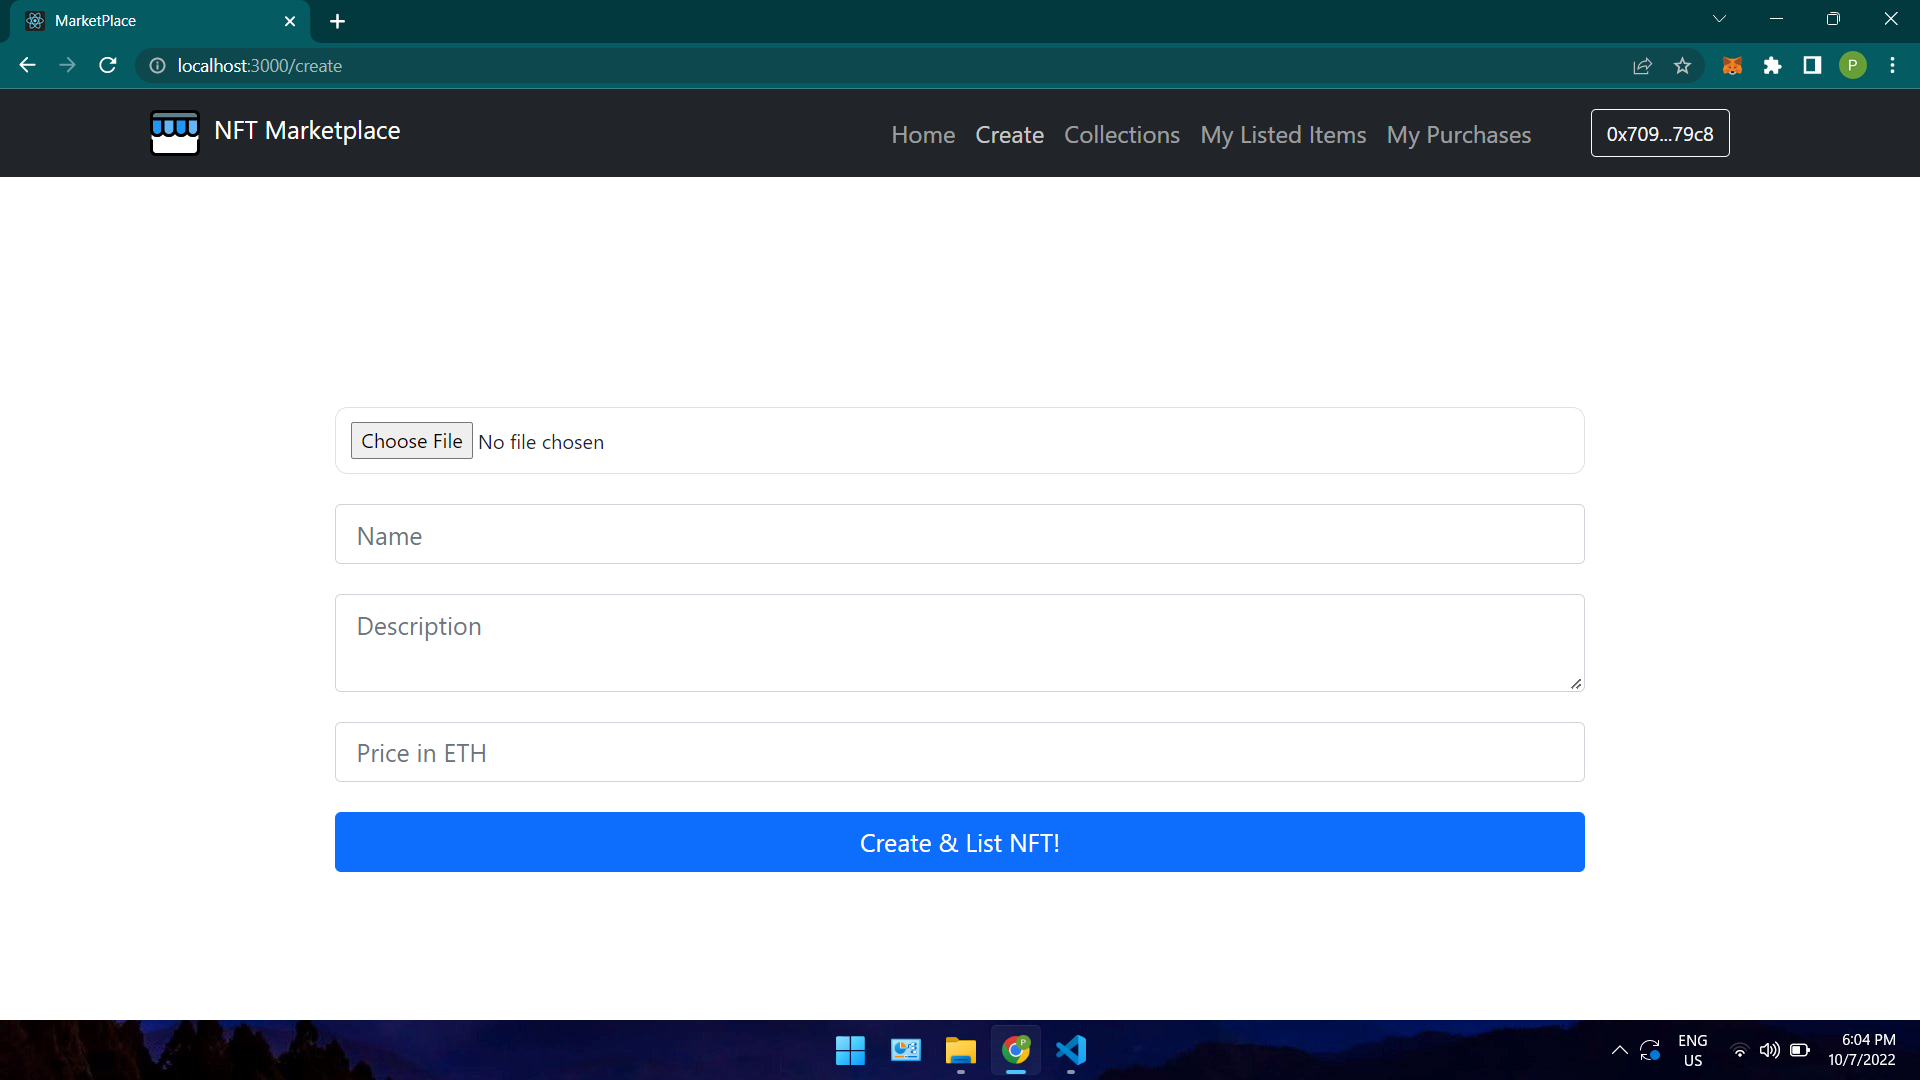 MarketPlace
localhost:3000/create
P
NFT Marketplace
Home Create Collections My Listed Items My Purchases 0x709...79c8
Choose File No file chosen
Name
Description
Price in ETH
Create & List NFT!
P
ENG
US
6:04 PM
10/7/2022